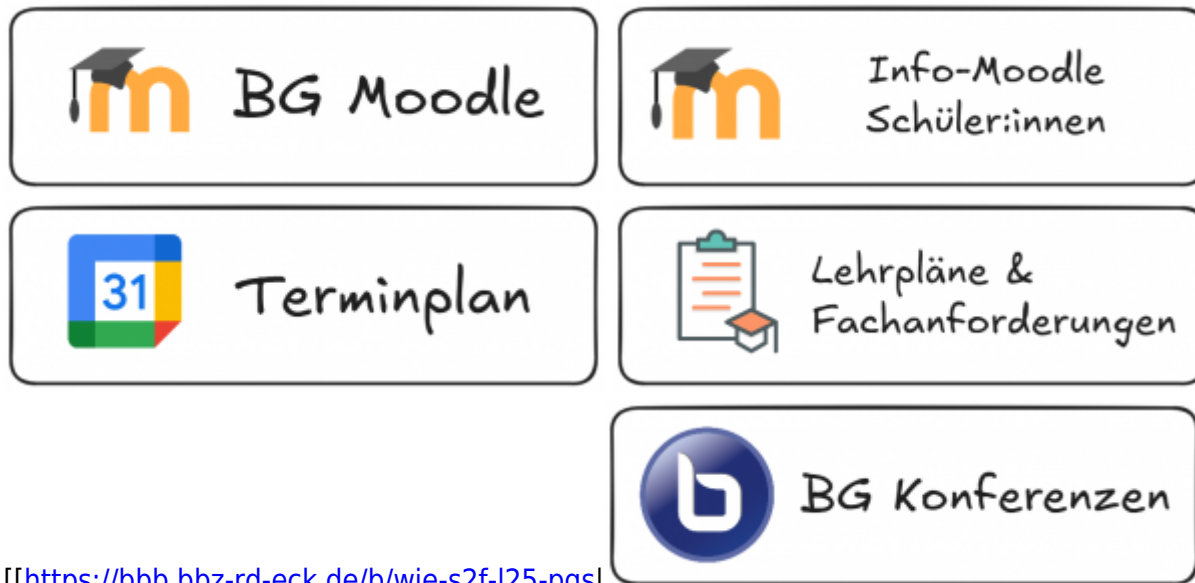 BG Moodle
Info-Moodle
Schüler:innen
31
Terminplan
Lehrpläne &
Fachanforderungen
BG Konferenzen
[[https://bbb.bbz-rd-eck.de/b/wie-s2f-l25-pqs|